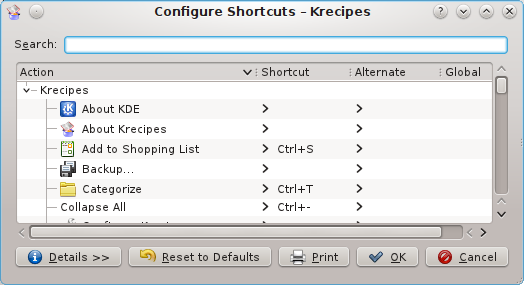 Configure Shortcuts – Krecipes
Search:
Action Shortcut Alternate Global
Krecipes
About KDE
About Krecipes
Add to Shopping List Ctrl+S
Backup...
Categorize Ctrl+T
Collapse All Ctrl+-
Details >> Reset to Defaults Print OK Cancel